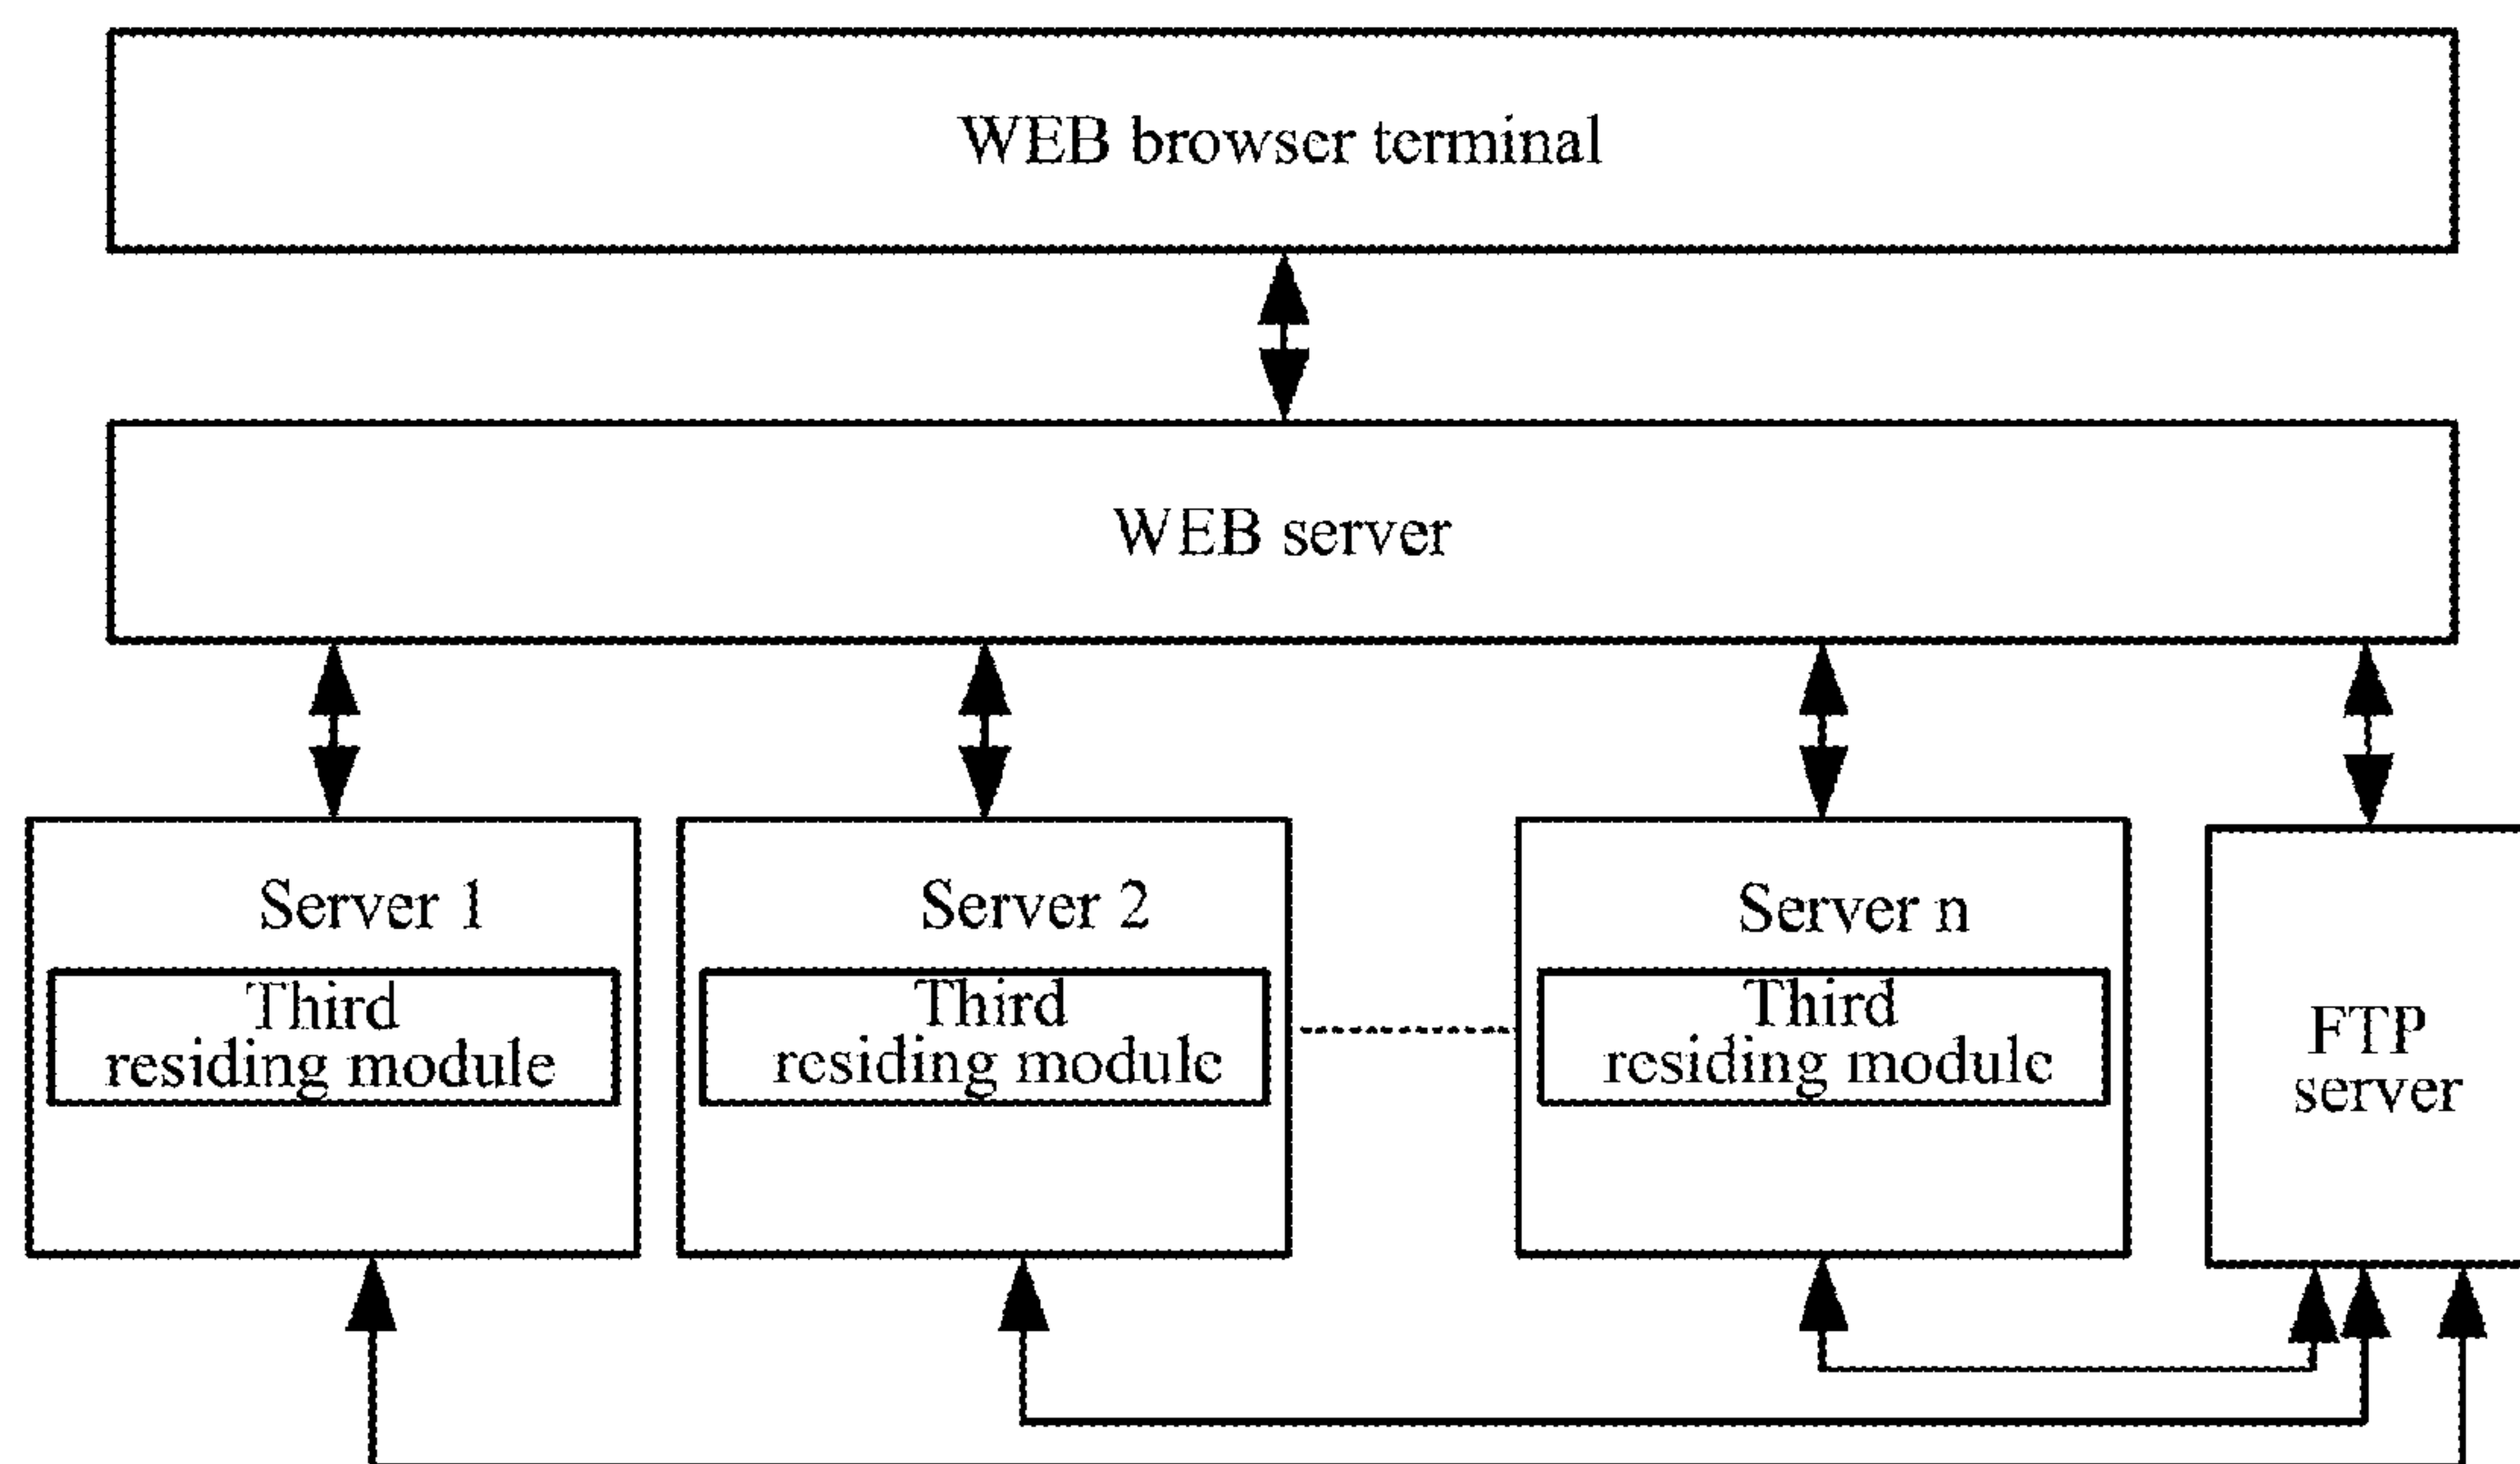 WEB browser terminal
WEB server
Server 1
Third
residing module
Server 2
Third
residing module
Server n
Third
residing module
FTP
server